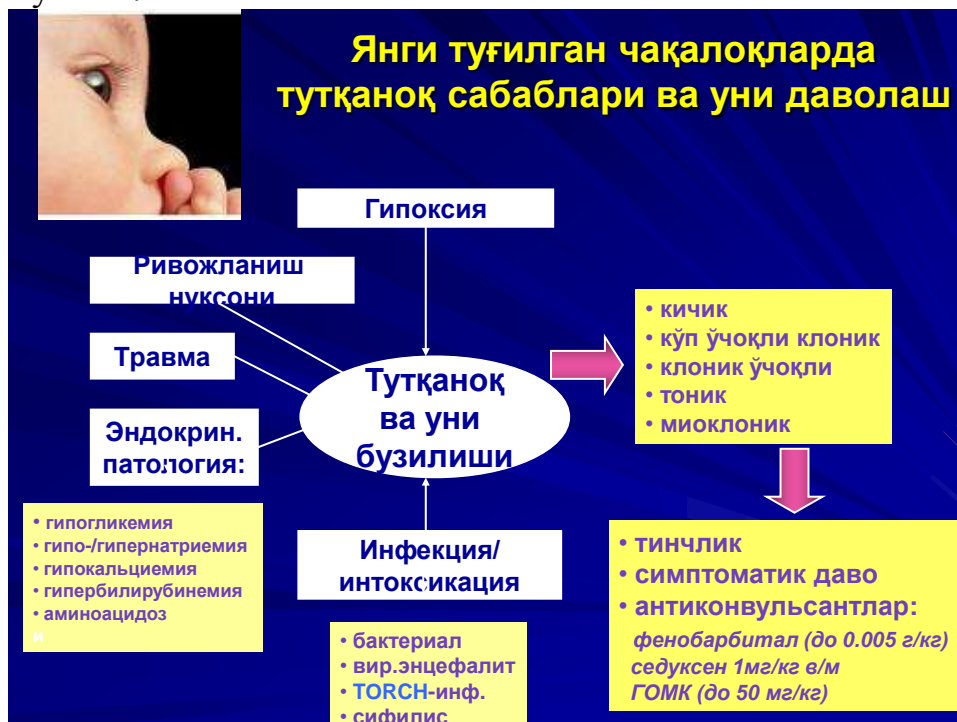 Янги туғилган чақалоқларда
тутқаноқ сабаблари ва уни даволаш
Гипоксия
Ривожланиш
нуксони
Травма
Эндокрин.
патология:
• гипогликемия
• гипо-/гипернатриемия
• гипокальциемия
• гипербилирубинемия
• аминоацидоз
и
Тутқаноқ
ва уни
бузилиши
Инфекция/
интоксикация
• бактериал
• вир.энцефалит
• TORCH-инф.
• сифилис
• кичик
• кўп ўчоқли клоник
• клоник ўчоқли
• тоник
• миоклоник
• тинчлик
• симптоматик даво
• антиконвульсантлар:
фенобарбитал (до 0.005 г/кг)
седуксен 1мг/кг в/м
ГОМК (до 50 мг/кг)